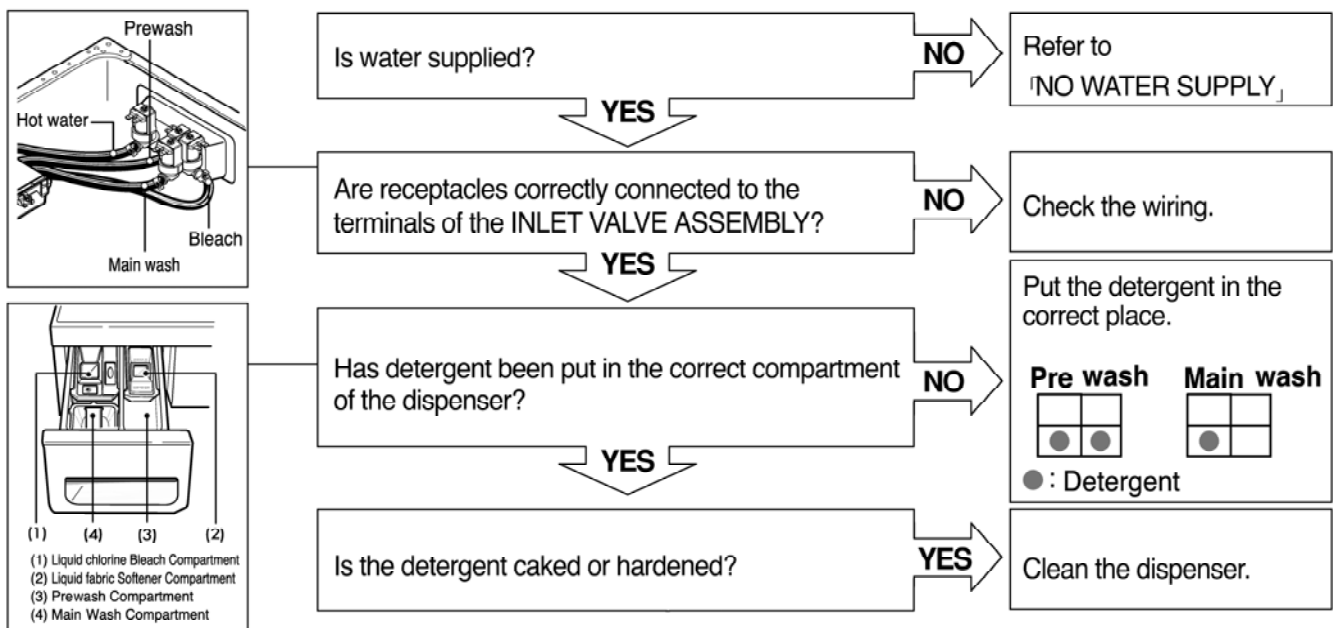 Prewash
Hot water
Bleach
Main wash
Is water supplied?
NO
Refer to
「NO WATER SUPPLY」
YES
Are receptacles correctly connected to the
terminals of the INLET VALVE ASSEMBLY?
NO
Check the wiring.
YES
(1) (4) (3) (2)
(1) Liquid chlorine Bleach Compartment
(2) Liquid fabric Softener Compartment
(3) Prewash Compartment
(4) Main Wash Compartment
Has detergent been put in the correct compartment
of the dispenser?
NO
Put the detergent in the
correct place.
Pre wash Main wash
: Detergent
YES
Is the detergent caked or hardened?
YES
Clean the dispenser.